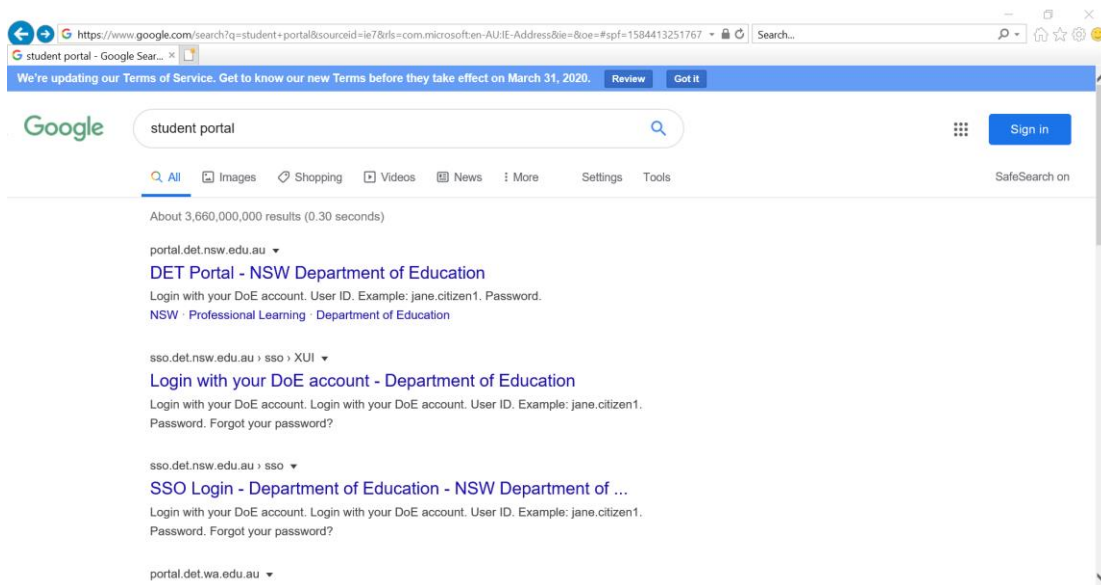 https://www.google.com/search?q=student+portal&sourceid=ie7&rls=com.microsoft:en-AU:IE-Address&ie=&oe=#spf=1584413251767
Search...
student portal - Google Sear...
We're updating our Terms of Service. Get to know our new Terms before they take effect on March 31, 2020. Review Got it
Google student portal Sign in
All Images Shopping Videos News More Settings Tools SafeSearch on
About 3,660,000,000 results (0.30 seconds)
portal.det.nsw.edu.au
DET Portal - NSW Department of Education
Login with your DoE account. User ID. Example: jane.citizen1. Password.
NSW · Professional Learning · Department of Education
sso.det.nsw.edu.au › sso › XUI
Login with your DoE account - Department of Education
Login with your DoE account. Login with your DoE account. User ID. Example: jane.citizen1.
Password. Forgot your password?
sso.det.nsw.edu.au › sso
SSO Login - Department of Education - NSW Department of ...
Login with your DoE account. Login with your DoE account. User ID. Example: jane.citizen1.
Password. Forgot your password?
portal.det.wa.edu.au